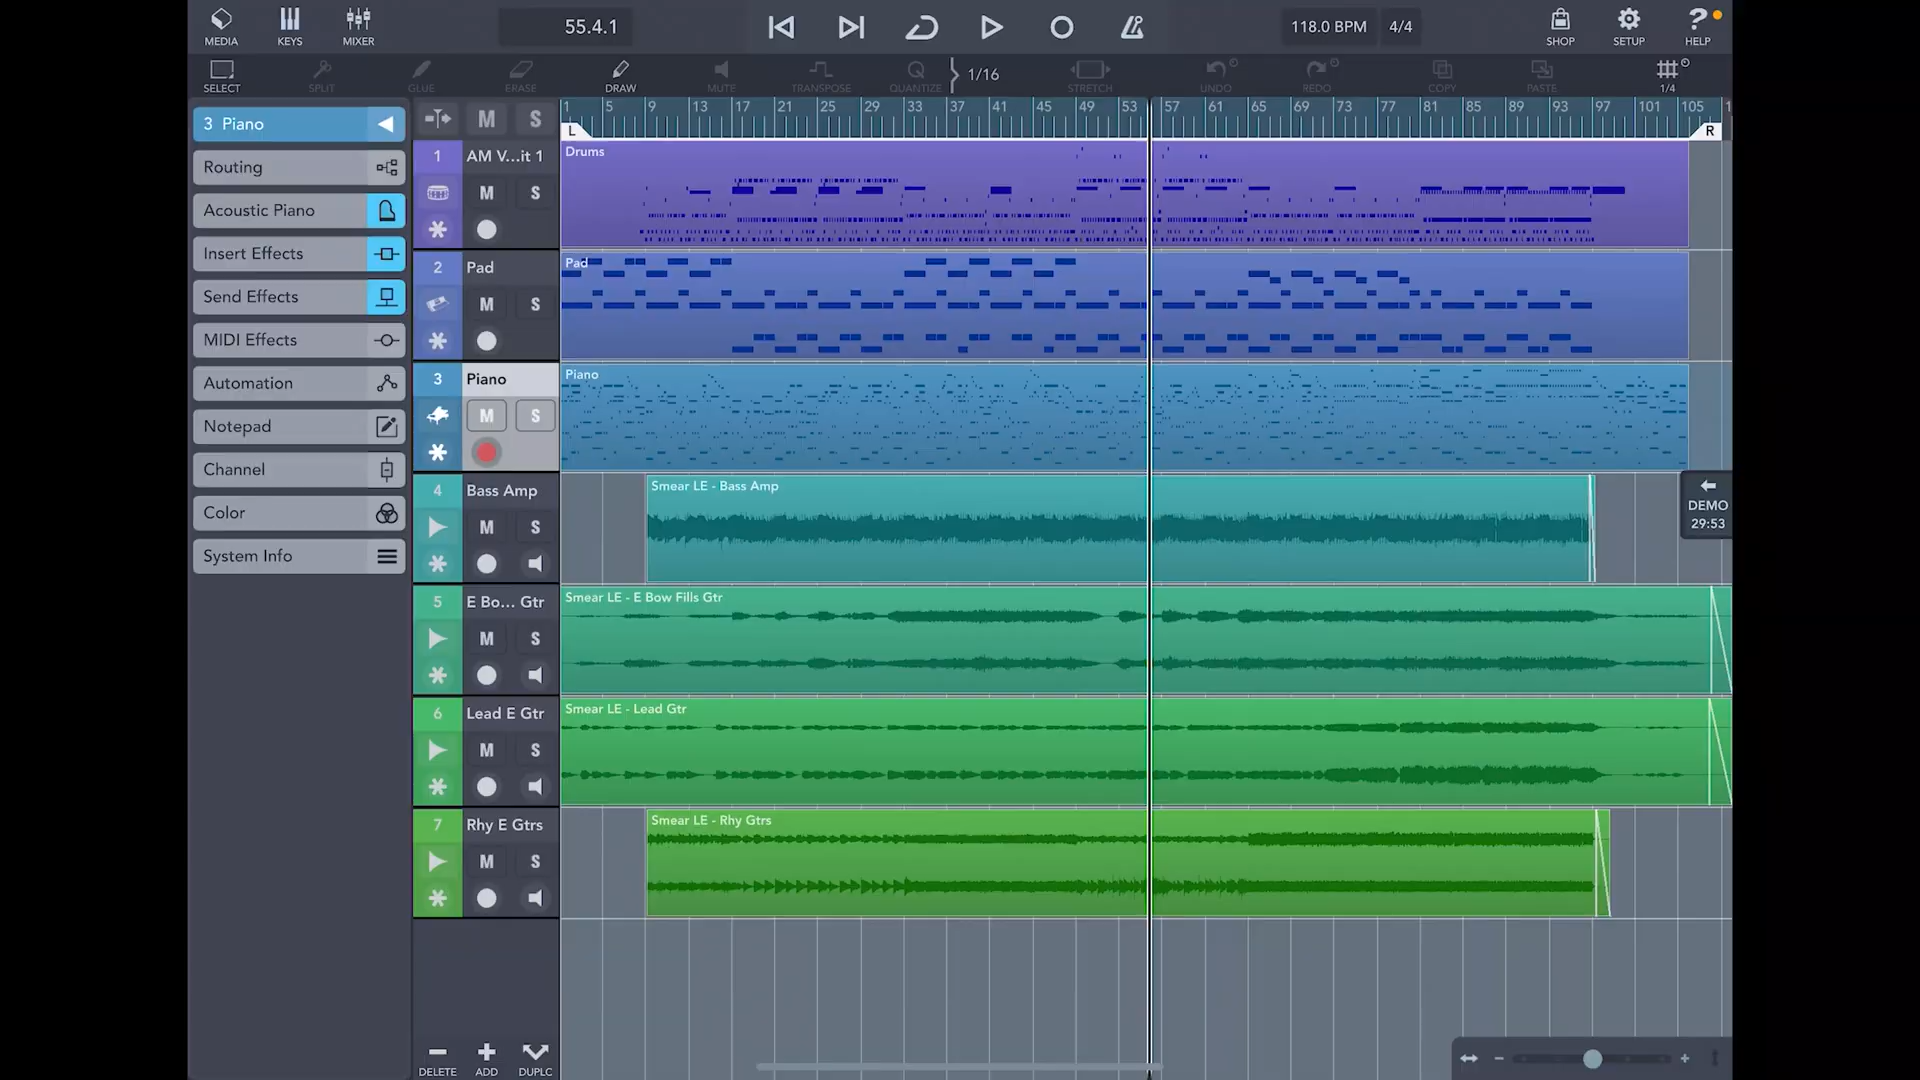 MEDIA
KEYS
MIXER
55.4.1
118.0 BPM
4/4
SHOP
SETUP
? HELP
SELECT
SPLIT
GLUE
ERASE
DRAW
MUTE
TRANSPOSE
QUANTIZE
1/16
STRETCH
UNDO
REDO
COPY
PASTE
1/4
3 Piano
M S
1 5 9 13 17 21 25 29 33 37 41 45 49 53 57 61 65 69 73 77 81 85 89 93 97 101 105 1
L
R
Routing
Acoustic Piano
Insert Effects
Send Effects
MIDI Effects
Automation
Notepad
Channel
Color
System Info
1 AM V...it 1
M S
Drums
2 Pad
M S
Pad
3 Piano
M S
Piano
4 Bass Amp
M S
Smear LE - Bass Amp
DEMO
29:53
5 E Bo... Gtr
M S
Smear LE - E Bow Fills Gtr
6 Lead E Gtr
M S
Smear LE - Lead Gtr
7 Rhy E Gtrs
M S
Smear LE - Rhy Gtrs
DELETE
ADD
DUPLC